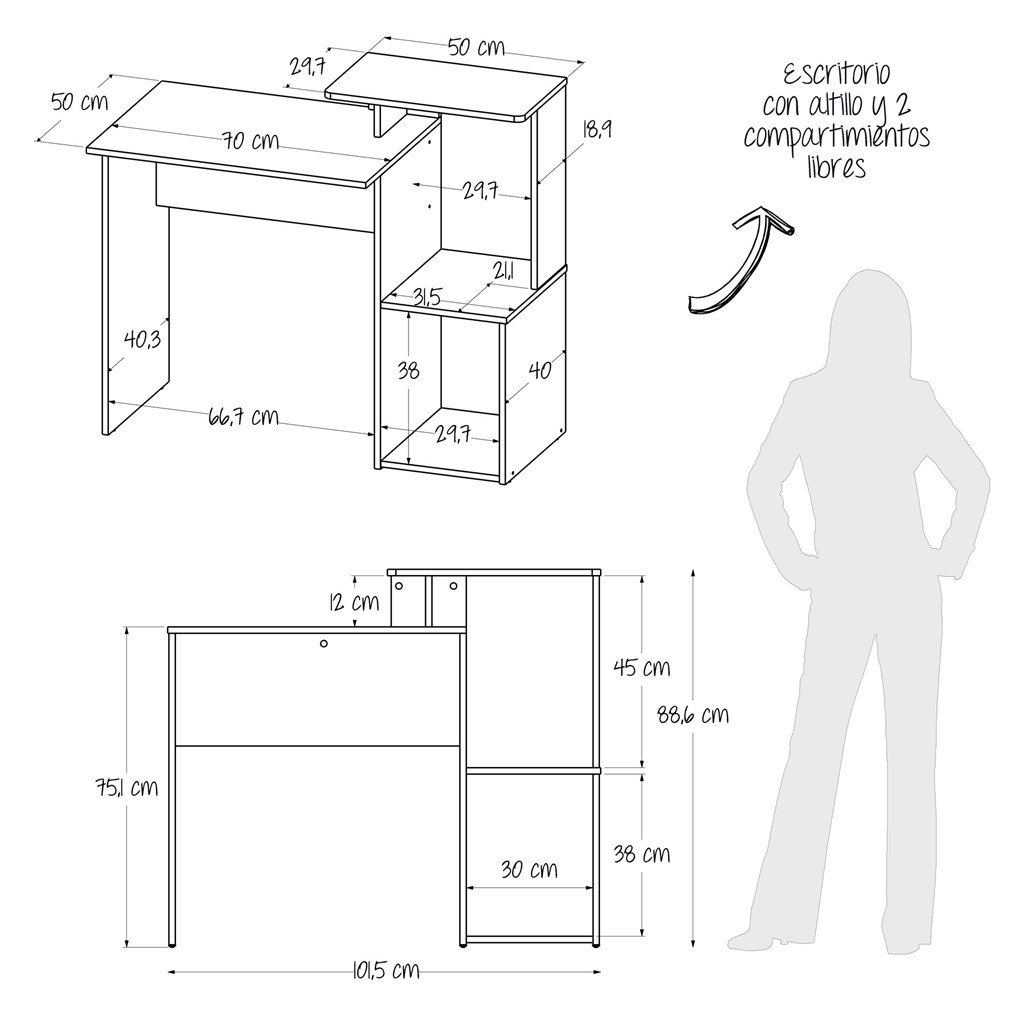 50 cm
29,7
50 cm
70 cm
18,9
29,7
21,1
31,5
40,3
38
40
66,7 cm
29,7
Escritorio
con altillo y 2
compartimientos
libres
12 cm
45 cm
88,6 cm
75,1 cm
38 cm
30 cm
101,5 cm